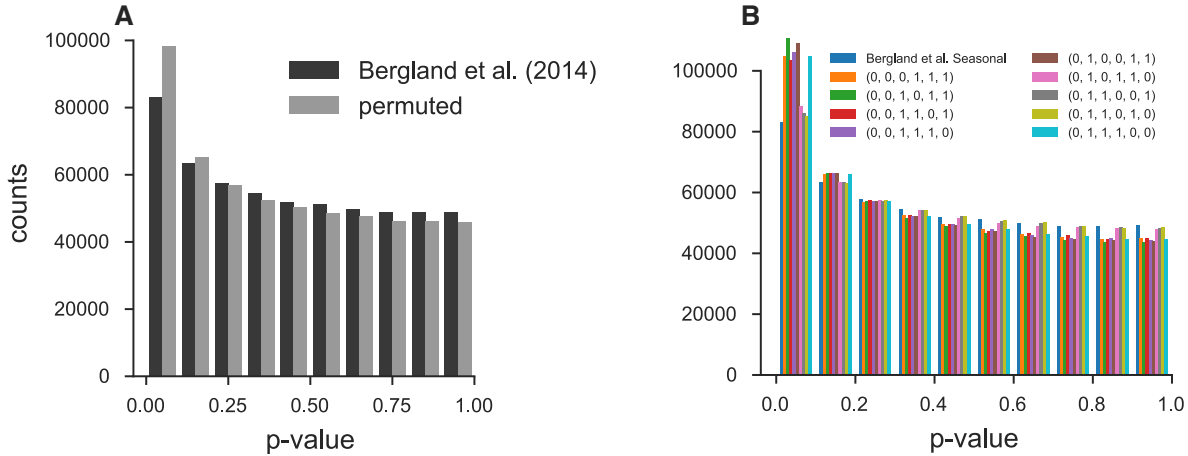 A
100000
80000
60000
40000
20000
0
counts
Bergland et al. (2014)
permuted
0.00
0.25
0.50
0.75
1.00
p-value
B
100000
80000
60000
40000
20000
0
Bergland et al. Seasonal
(0, 0, 0, 1, 1, 1)
(0, 0, 1, 0, 1, 1)
(0, 0, 1, 1, 0, 1)
(0, 0, 1, 1, 1, 0)
(0, 1, 0, 0, 1, 1)
(0, 1, 0, 1, 1, 0)
(0, 1, 1, 0, 0, 1)
(0, 1, 1, 0, 1, 0)
(0, 1, 1, 1, 0, 0)
0.0
0.2
0.4
0.6
0.8
1.0
p-value